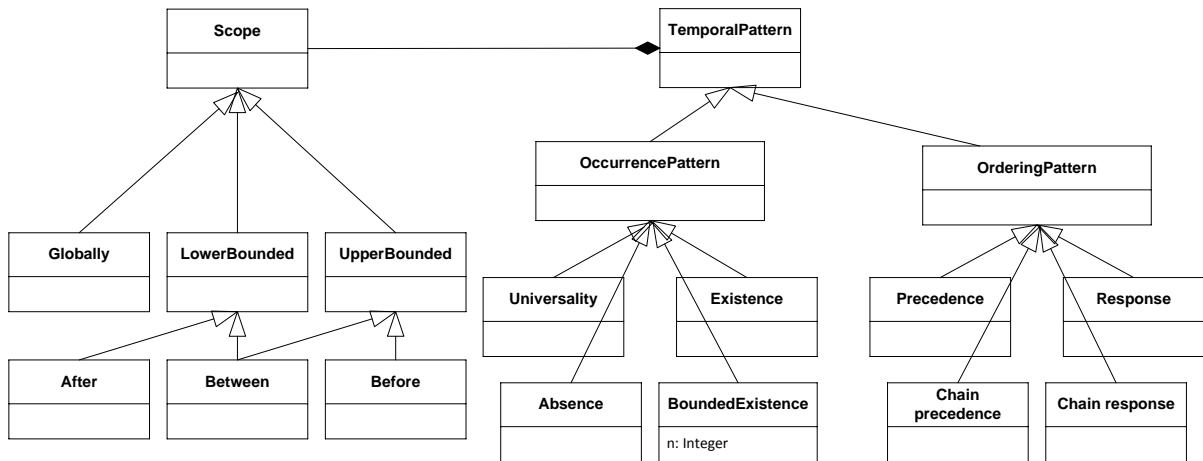 Scope
TemporalPattern
OccurrencePattern
OrderingPattern
Globally
LowerBounded
UpperBounded
Universality
Existence
Precedence
Response
After
Between
Before
Absence
BoundedExistence
n: Integer
Chain
precedence
Chain response